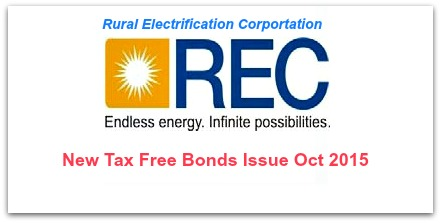 Rural Electrification Corportation
REC
Endless energy. Infinite possibilities.
New Tax Free Bonds Issue Oct 2015